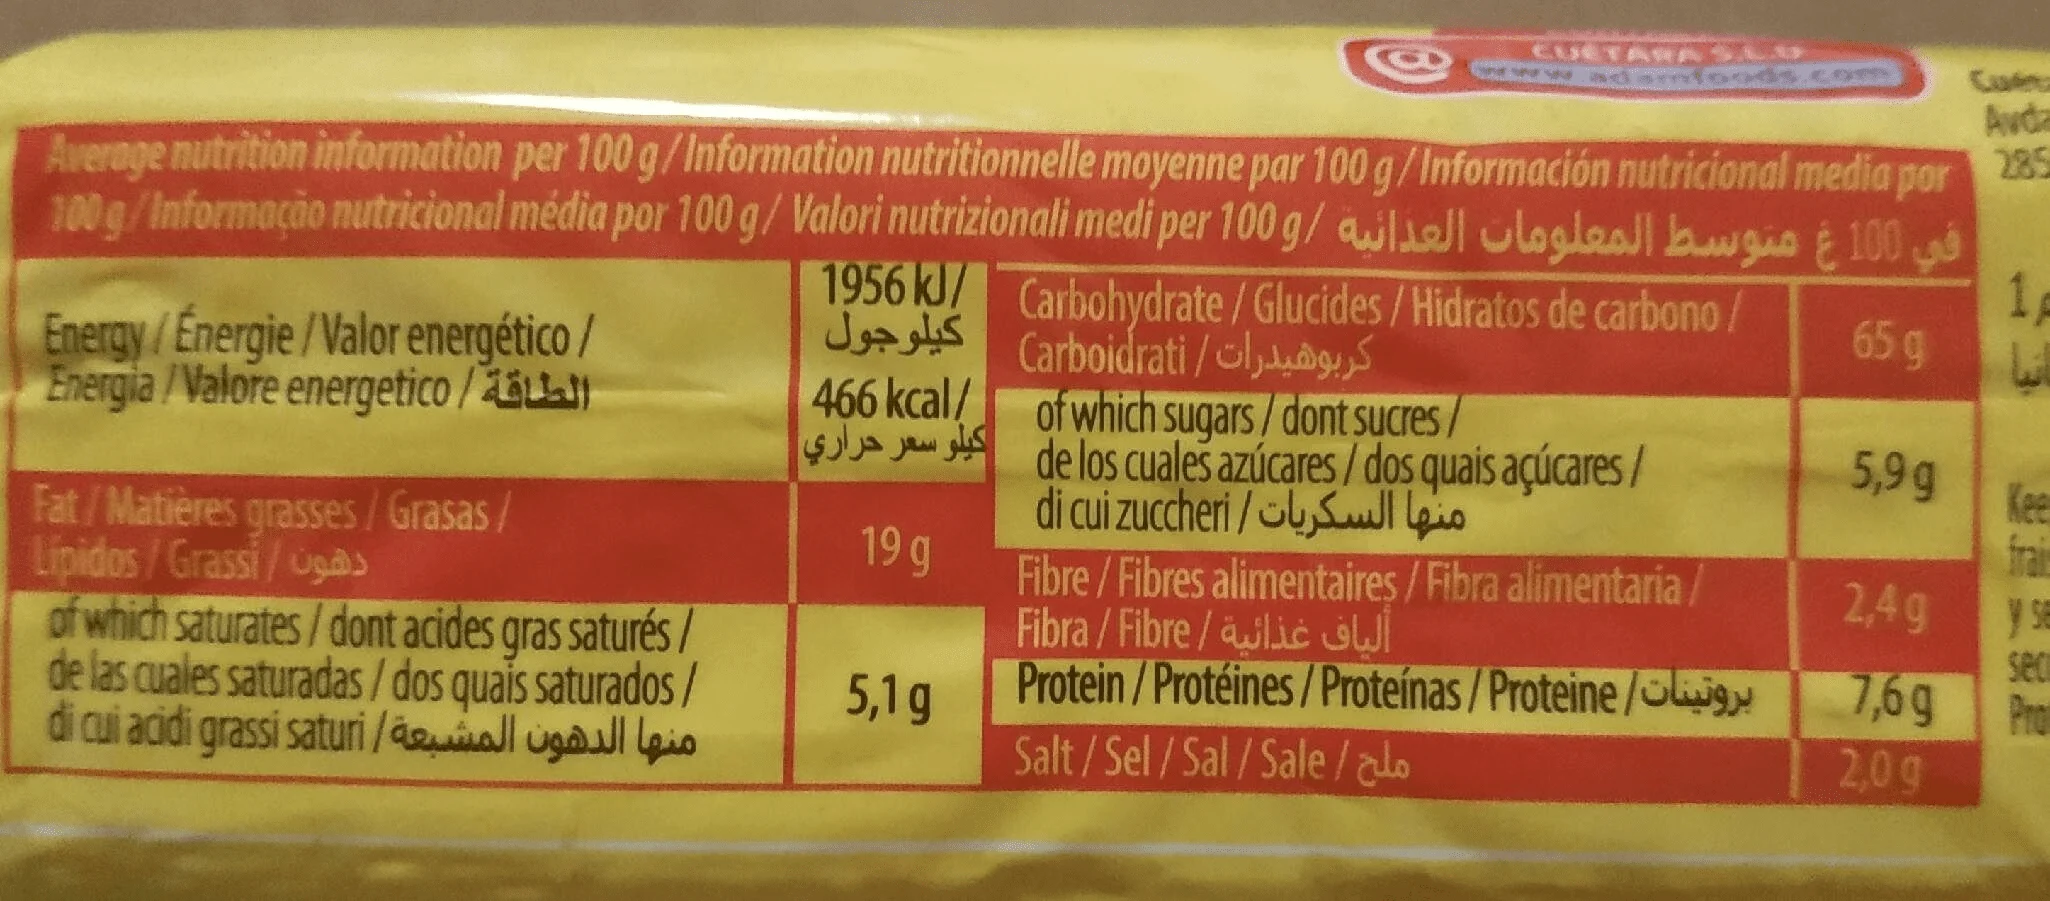 CUÉTARA S.L.U
www.adamfoods.com
Average nutrition information per 100 g / Information nutritionnelle moyenne par 100 g / Información nutricional media por
100 g / Informação nutricional média por 100 g / Valori nutrizionali medi per 100 g / متوسط المعلومات الغذائية في 100 غ
Energy / Énergie / Valor energético /
Energia / Valore energetico / الطاقة
1956 kJ/
كيلو جول
466 kcal/
كيلو سعر حراري
Fat / Matières grasses / Grasas /
Lípidos / Grassi / دهون
19 g
of which saturates / dont acides gras saturés /
de las cuales saturadas / dos quais saturados /
di cui acidi grassi saturi / منها الدهون المشبعة
5,1 g
Carbohydrate / Glucides / Hidratos de carbono /
Carboidrati / كربوهيدرات
65 g
of which sugars / dont sucres /
de los cuales azúcares / dos quais açúcares /
di cui zuccheri / منها السكريات
5,9 g
Fibre / Fibres alimentaires / Fibra alimentaria /
Fibra / Fibre / ألياف غذائية
2,4 g
Protein / Protéines / Proteínas / Proteine / بروتينات
7,6 g
Salt / Sel / Sal / Sale / ملح
2,0 g